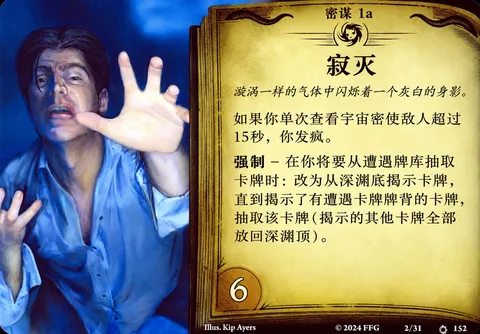 密谋 1a
寂灭
漩涡一样的气体中闪烁着一个灰白的身影。
如果你单次查看宇宙密使敌人超过
15秒，你发疯。
强制 – 在你将要从遭遇牌库抽取
卡牌时：改为从深渊底揭示卡牌，
直到揭示了有遭遇卡牌牌背的卡牌，
抽取该卡牌（揭示的其他卡牌全部
放回深渊顶）。
6
Illus. Kip Ayers
© 2024 FFG
2/31
152